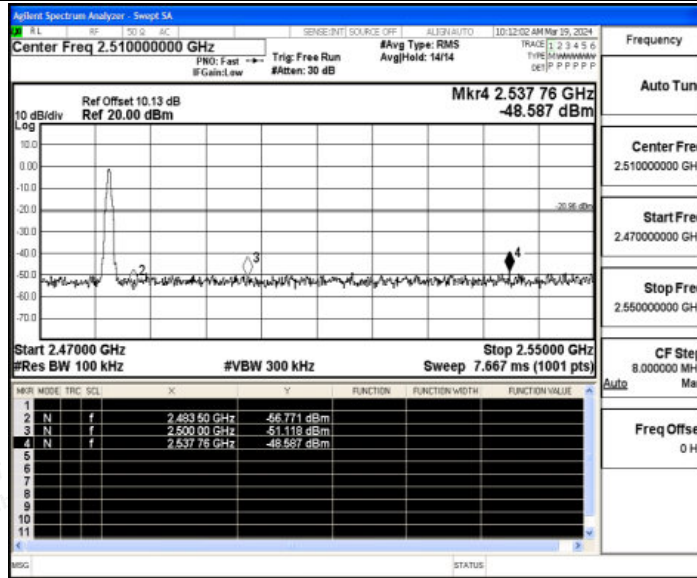 Agilent Spectrum Analyzer - Swept SA
RL RF 50 Ω AC SENSE:INT SOURCE OFF ALIGNAUTO 10:12:02 AM Mar 19, 2024
Center Freq 2.510000000 GHz
PNO: Fast
IFGain:Low
Trig: Free Run
#Atten: 30 dB
#Avg Type: RMS
Avg|Hold: 14/14
TRACE 1 2 3 4 5 6
TYPE M W W W W W
DET P P P P P P
Frequency
Auto Tun
Center Fre
2.510000000 GH
Start Fre
2.470000000 GH
Stop Fre
2.550000000 GH
CF Ste
8.000000 MH
Auto Ma
Freq Offse
0 H
Ref Offset 10.13 dB
10 dB/div Ref 20.00 dBm
Log
Mkr4 2.537 76 GHz
-48.587 dBm
10.0
0.00
-10.0
-20.0
-20.96 dBm
-30.0
-40.0
-50.0
-60.0
-70.0
2
3
4
Start 2.47000 GHz Stop 2.55000 GHz
#Res BW 100 kHz #VBW 300 kHz Sweep 7.667 ms (1001 pts)
MKR MODE TRC SCL X Y FUNCTION FUNCTION WIDTH FUNCTION VALUE
1
2 N f 2.483 50 GHz -56.771 dBm
3 N f 2.500 00 GHz -51.118 dBm
4 N f 2.537 76 GHz -48.587 dBm
5
6
7
8
9
10
11
MSG STATUS